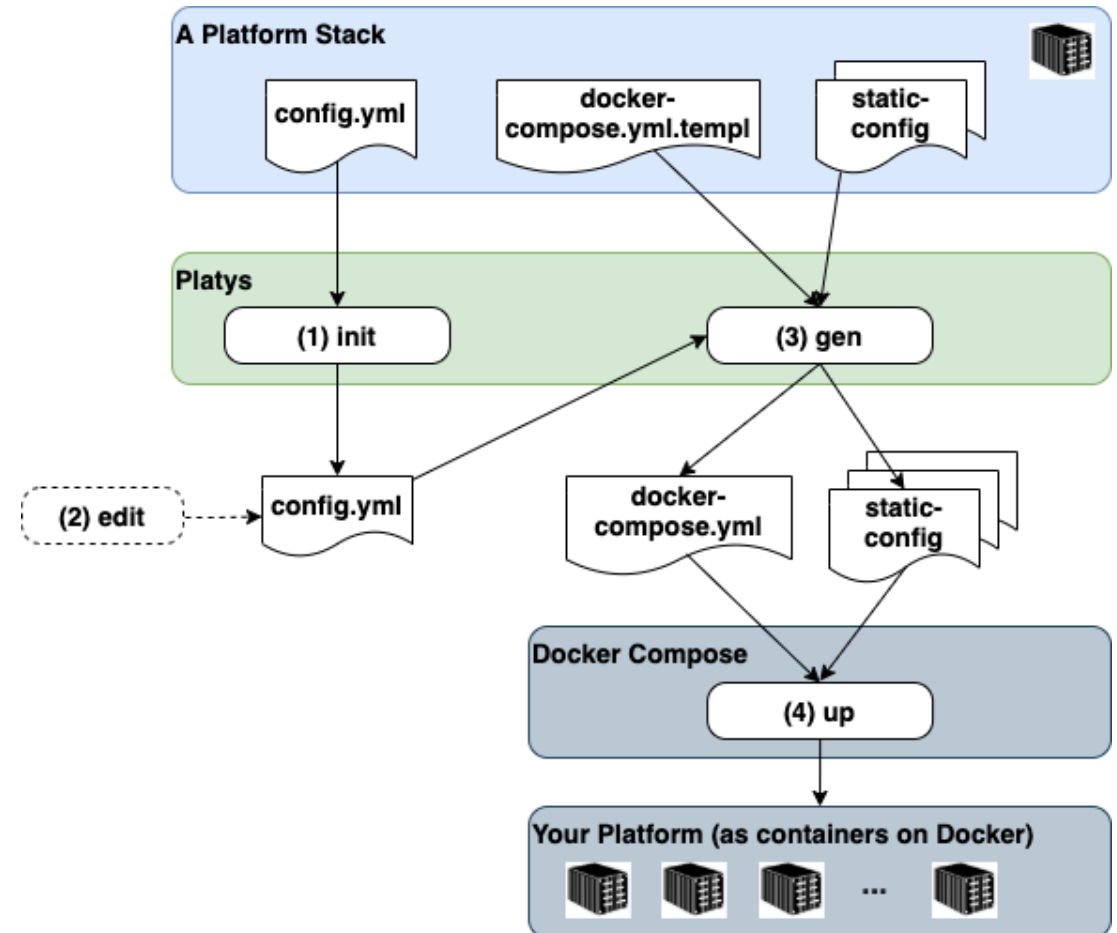 A Platform Stack
config.yml
docker-
compose.yml.templ
static-
config
Platys
(1) init
(3) gen
(2) edit
config.yml
docker-
compose.yml
static-
config
Docker Compose
(4) up
Your Platform (as containers on Docker)
...